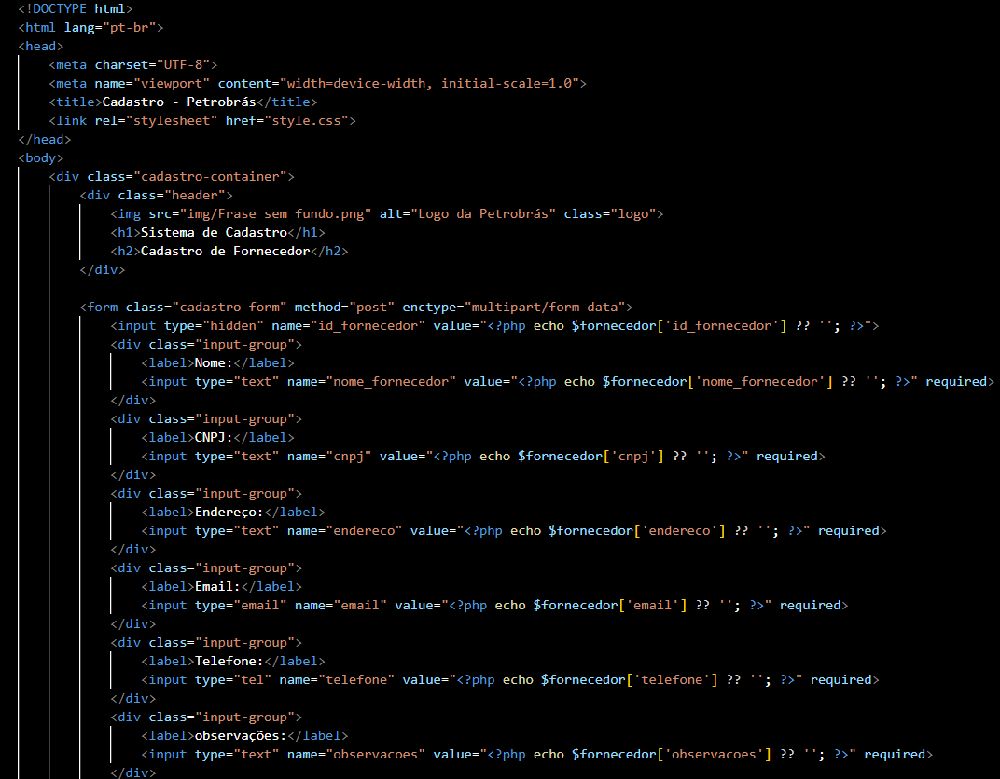 <!DOCTYPE html>
<html lang="pt-br">
<head>
    <meta charset="UTF-8">
    <meta name="viewport" content="width=device-width, initial-scale=1.0">
    <title>Cadastro - Petrobrás</title>
    <link rel="stylesheet" href="style.css">
</head>
<body>
    <div class="cadastro-container">
        <div class="header">
            <img src="img/Frase sem fundo.png" alt="Logo da Petrobrás" class="logo">
            <h1>Sistema de Cadastro</h1>
            <h2>Cadastro de Fornecedor</h2>
        </div>

        <form class="cadastro-form" method="post" enctype="multipart/form-data">
            <input type="hidden" name="id_fornecedor" value="<?php echo $fornecedor['id_fornecedor'] ?? ''; ?>">
            <div class="input-group">
                <label>Nome:</label>
                <input type="text" name="nome_fornecedor" value="<?php echo $fornecedor['nome_fornecedor'] ?? ''; ?>" required>
            </div>
            <div class="input-group">
                <label>CNPJ:</label>
                <input type="text" name="cnpj" value="<?php echo $fornecedor['cnpj'] ?? ''; ?>" required>
            </div>
            <div class="input-group">
                <label>Endereço:</label>
                <input type="text" name="endereco" value="<?php echo $fornecedor['endereco'] ?? ''; ?>" required>
            </div>
            <div class="input-group">
                <label>Email:</label>
                <input type="email" name="email" value="<?php echo $fornecedor['email'] ?? ''; ?>" required>
            </div>
            <div class="input-group">
                <label>Telefone:</label>
                <input type="tel" name="telefone" value="<?php echo $fornecedor['telefone'] ?? ''; ?>" required>
            </div>
            <div class="input-group">
                <label>observações:</label>
                <input type="text" name="observacoes" value="<?php echo $fornecedor['observacoes'] ?? ''; ?>" required>
            </div>